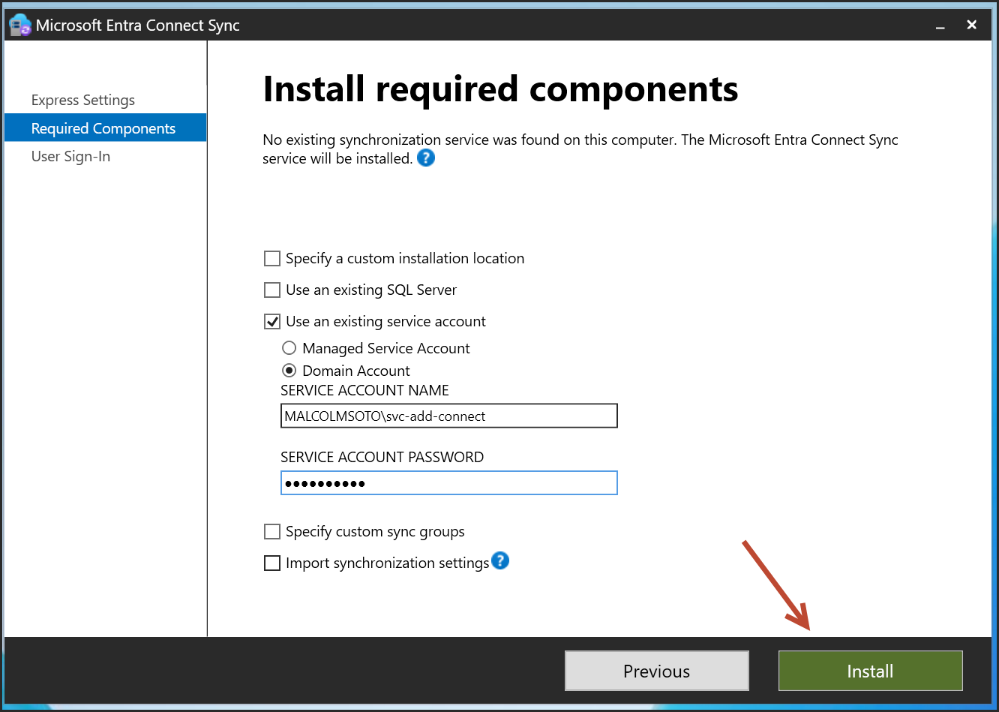 Microsoft Entra Connect Sync
Express Settings
Required Components
User Sign-In
Install required components
No existing synchronization service was found on this computer. The Microsoft Entra Connect Sync
service will be installed. ?
Specify a custom installation location
Use an existing SQL Server
Use an existing service account
Managed Service Account
Domain Account
SERVICE ACCOUNT NAME
MALCOLMSOTO\svc-add-connect
SERVICE ACCOUNT PASSWORD
●●●●●●●●●●
Specify custom sync groups
Import synchronization settings ?
Previous
Install